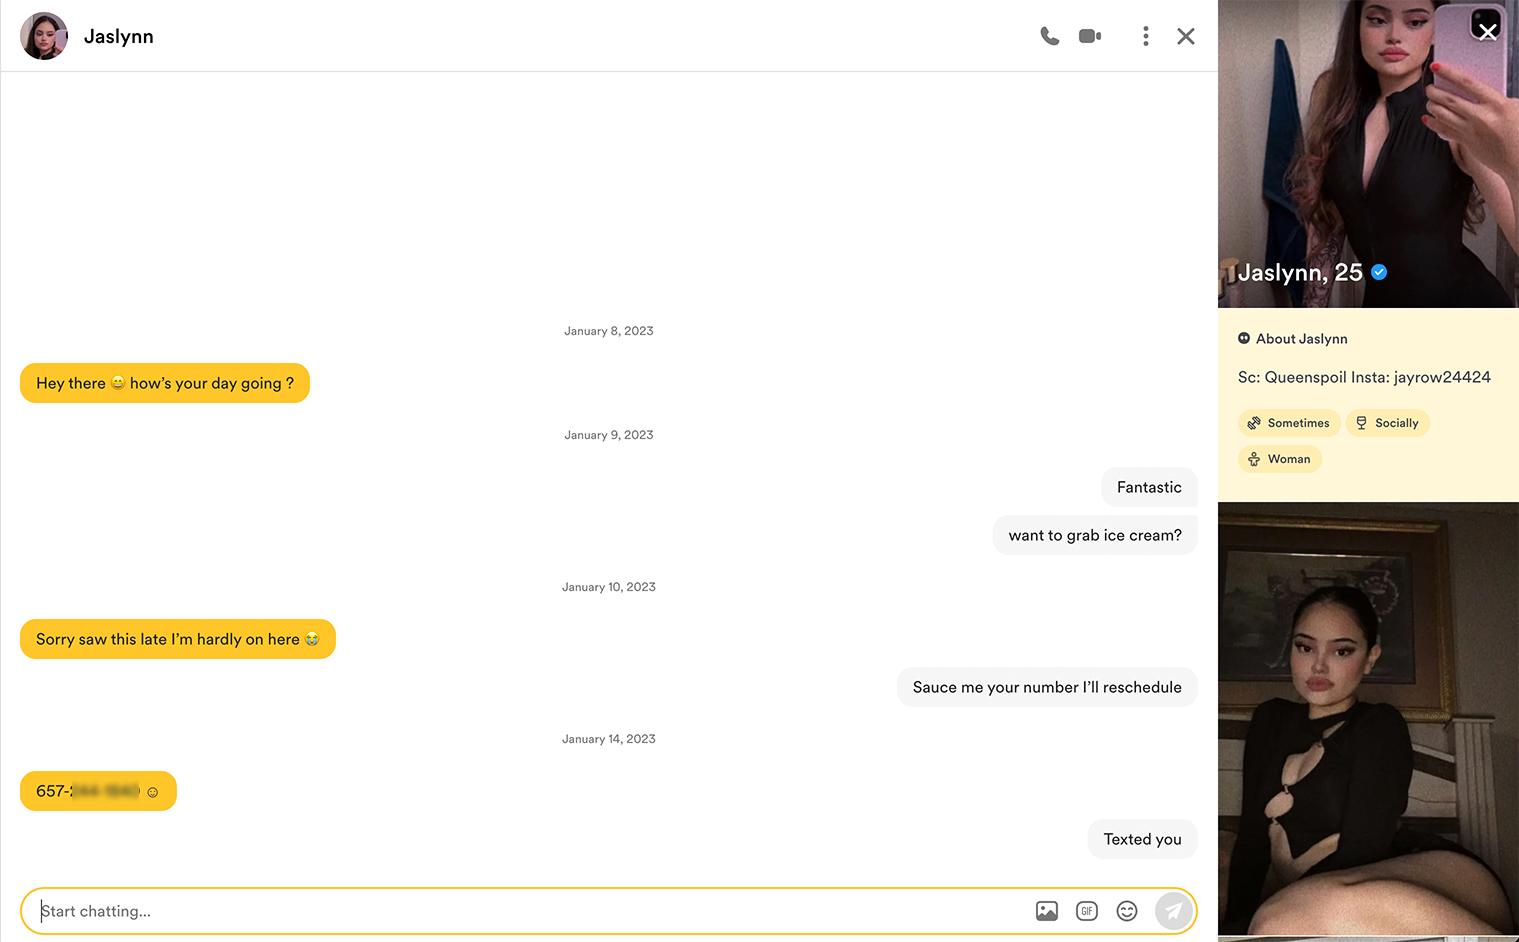 Jaslynn
January 8, 2023
Hey there 😄 how's your day going ?
January 9, 2023
Fantastic
want to grab ice cream?
January 10, 2023
Sorry saw this late I'm hardly on here 😭
Sauce me your number I'll reschedule
January 14, 2023
657-
☺
Texted you
Start chatting...
GIF
Jaslynn, 25
About Jaslynn
Sc: Queenspoil Insta: jayrow24424
Sometimes
Socially
Woman